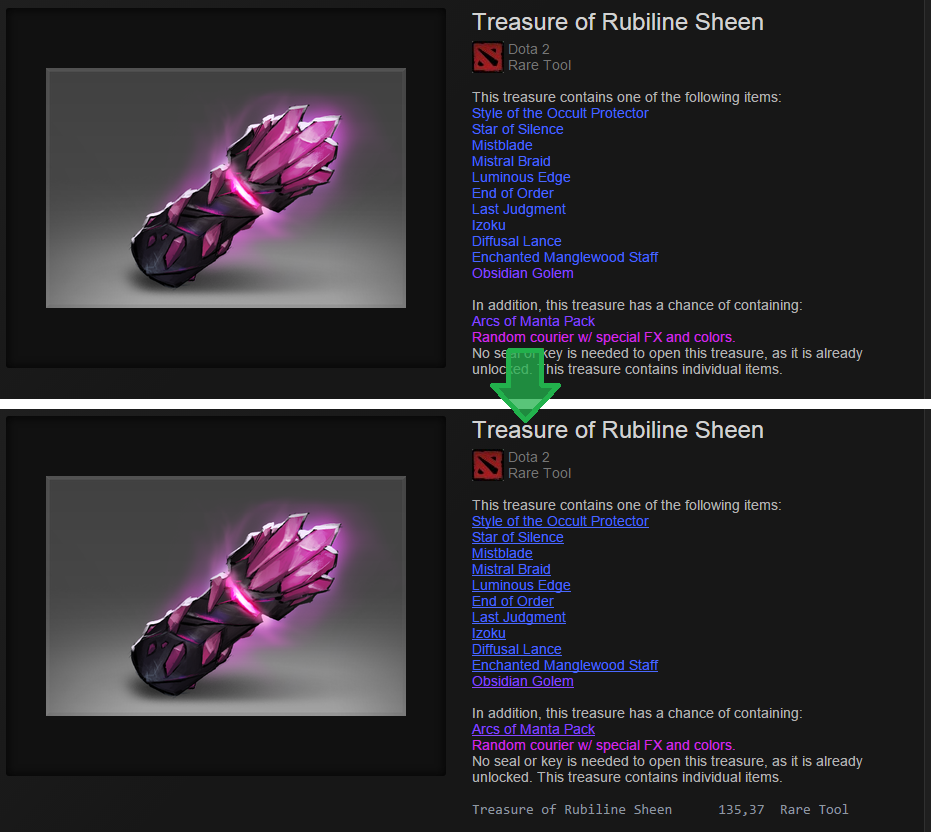 Treasure of Rubiline Sheen
Dota 2
Rare Tool
This treasure contains one of the following items:
Style of the Occult Protector
Star of Silence
Mistblade
Mistral Braid
Luminous Edge
End of Order
Last Judgment
Izoku
Diffusal Lance
Enchanted Manglewood Staff
Obsidian Golem
In addition, this treasure has a chance of containing:
Arcs of Manta Pack
Random courier w/ special FX and colors.
No seal or key is needed to open this treasure, as it is already
unlocked. This treasure contains individual items.
Treasure of Rubiline Sheen
Dota 2
Rare Tool
This treasure contains one of the following items:
Style of the Occult Protector
Star of Silence
Mistblade
Mistral Braid
Luminous Edge
End of Order
Last Judgment
Izoku
Diffusal Lance
Enchanted Manglewood Staff
Obsidian Golem
In addition, this treasure has a chance of containing:
Arcs of Manta Pack
Random courier w/ special FX and colors.
No seal or key is needed to open this treasure, as it is already
unlocked. This treasure contains individual items.
Treasure of Rubiline Sheen 135,37 Rare Tool